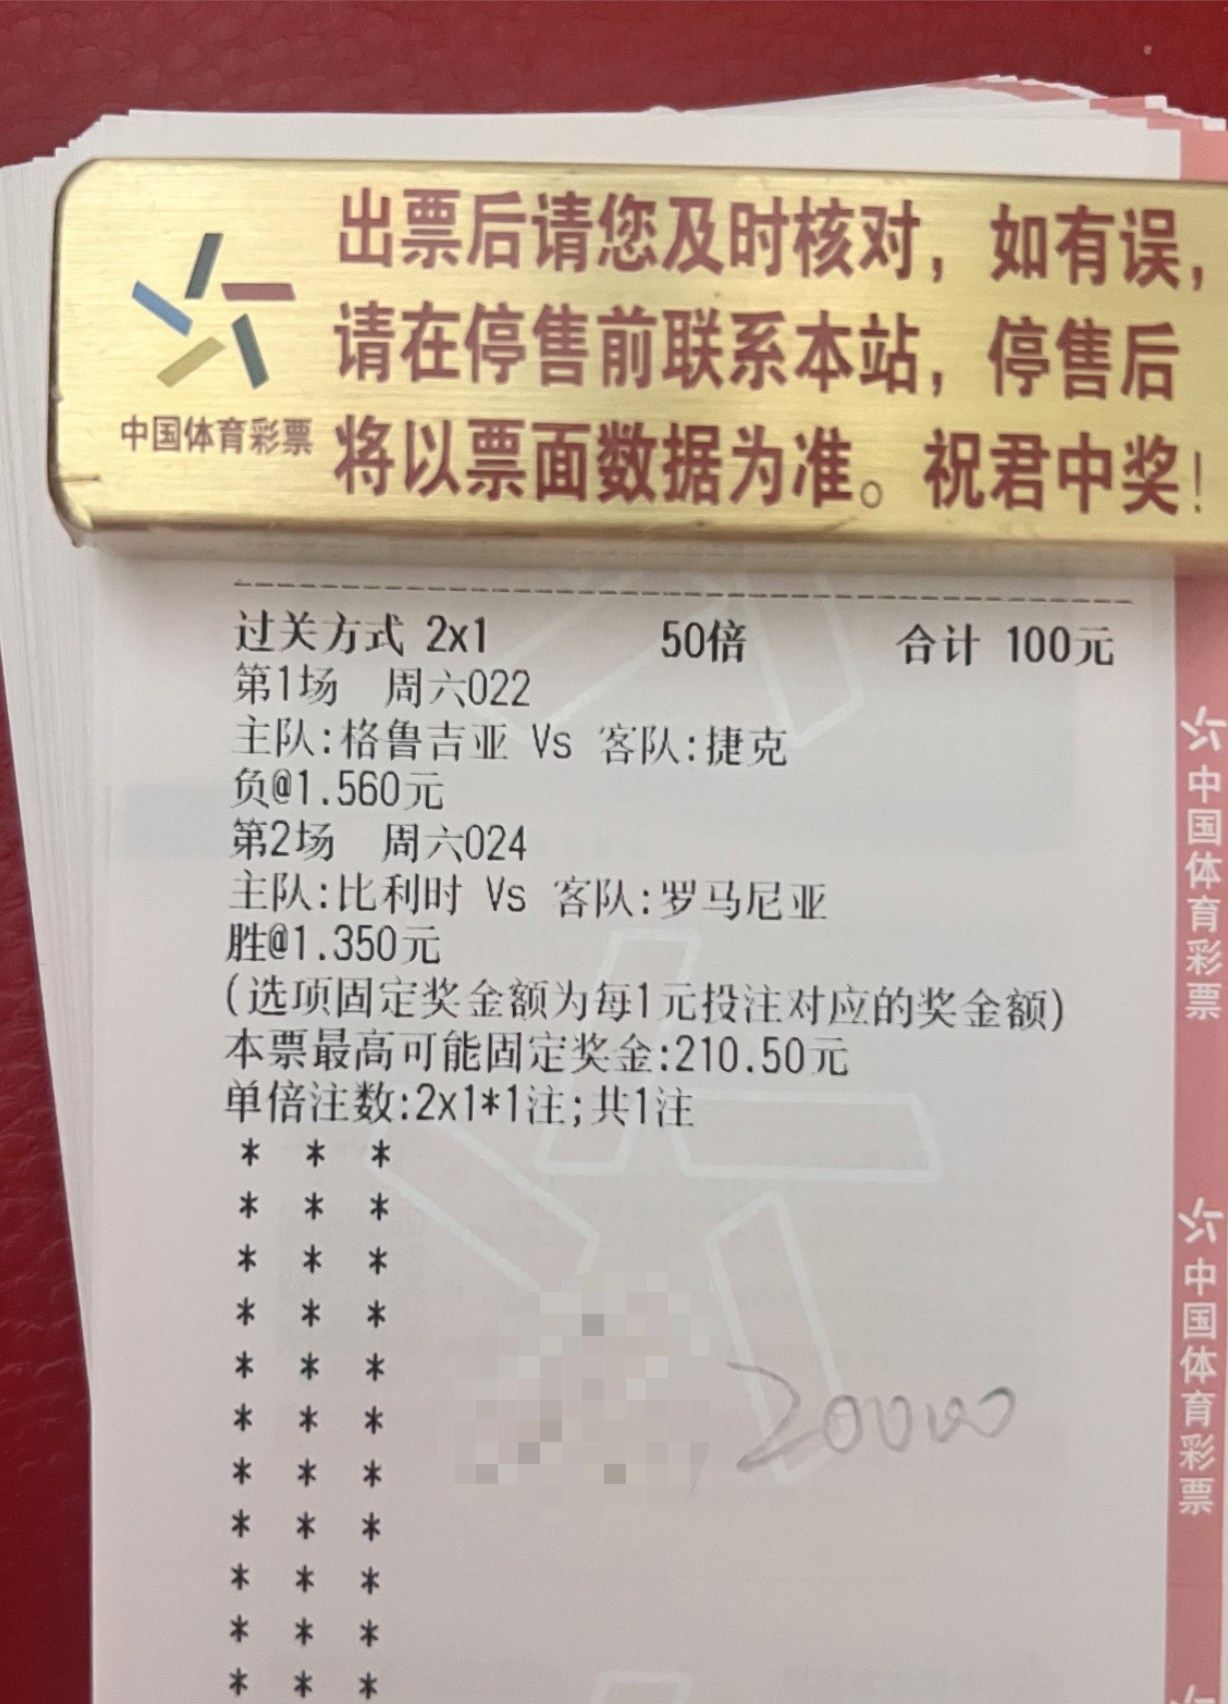 出票后请您及时核对，如有误，
请在停售前联系本站，停售后
将以票面数据为准。祝君中奖！
中国体育彩票
过关方式 2x1 50倍 合计 100元
第1场 周六022
主队:格鲁吉亚 Vs 客队:捷克
负@1.560元
第2场 周六024
主队:比利时 Vs 客队:罗马尼亚
胜@1.350元
(选项固定奖金额为每1元投注对应的奖金额)
本票最高可能固定奖金:210.50元
单倍注数:2x1*1注;共1注
* * *
* * *
* * *
* * *
* * *
* * *
* * *
* * *
* * *
* * *
* * *
200000
中国体育彩票
中国体育彩票